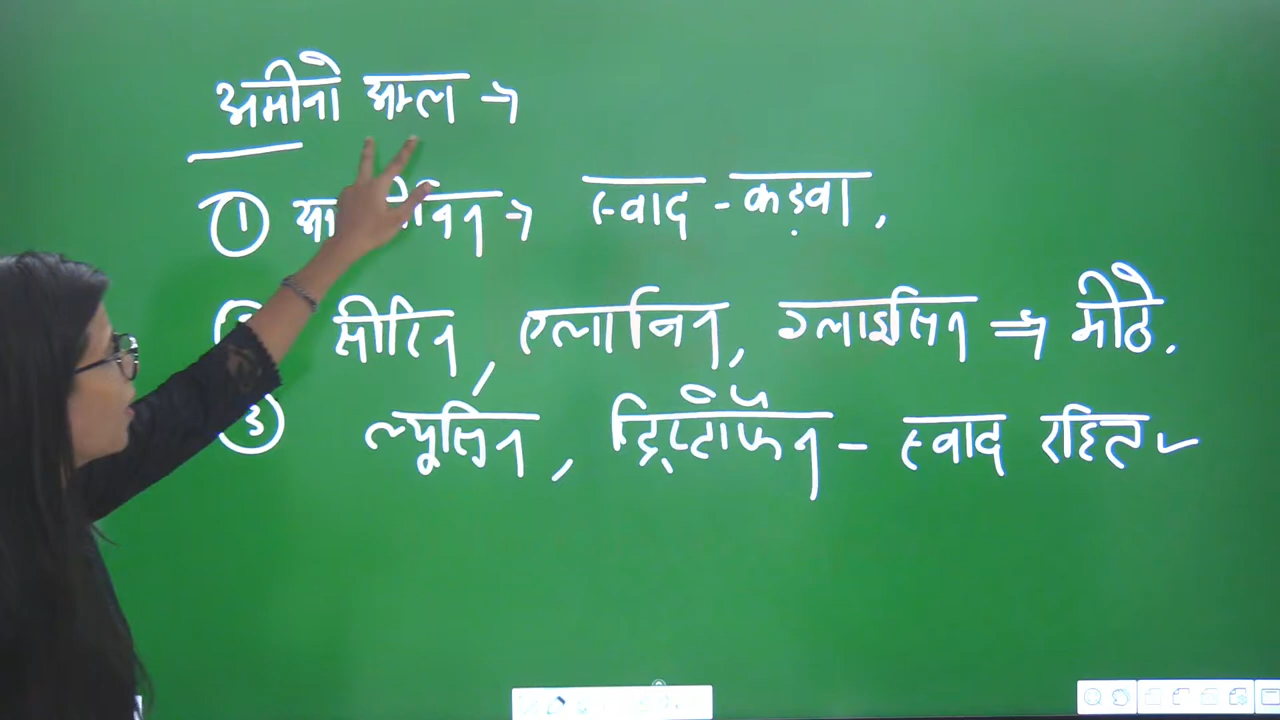 अमीनो अम्ल →
① → स्वाद - कड़वा,
सीरिन, एलानिन, ग्लाइसिन ⇒ मीठे.
③ ल्यूसिन, ट्रिप्टोफॅन - स्वाद रहित